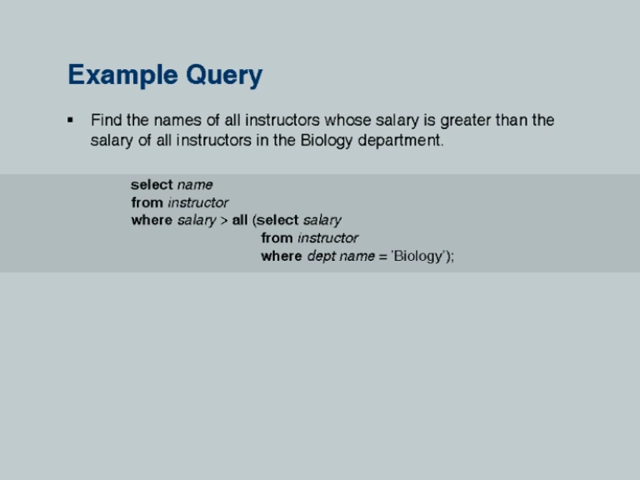 Example Query
▪ Find the names of all instructors whose salary is greater than the
salary of all instructors in the Biology department.
select name
from instructor
where salary > all (select salary
from instructor
where dept name = 'Biology');